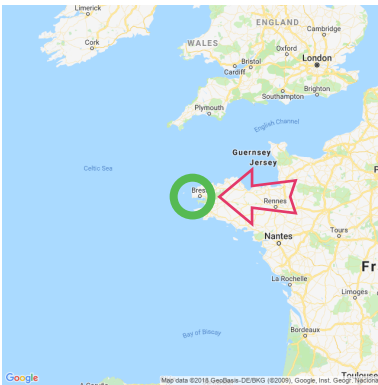 Limerick
Cork
ENGLAND
Cambridge
WALES
Oxford
Bristol
London
Cardiff
Brighton
Southampton
Plymouth
English Channel
Guernsey
Jersey
Celtic Sea
Brest
Rennes
Nantes
Tours
Fr
La Rochelle
Limoges
Bay of Biscay
Bordeaux
Toulouse
Google
Map data ©2018 GeoBasis-DE/BKG (©2009), Google, Inst. Geogr. Nacional